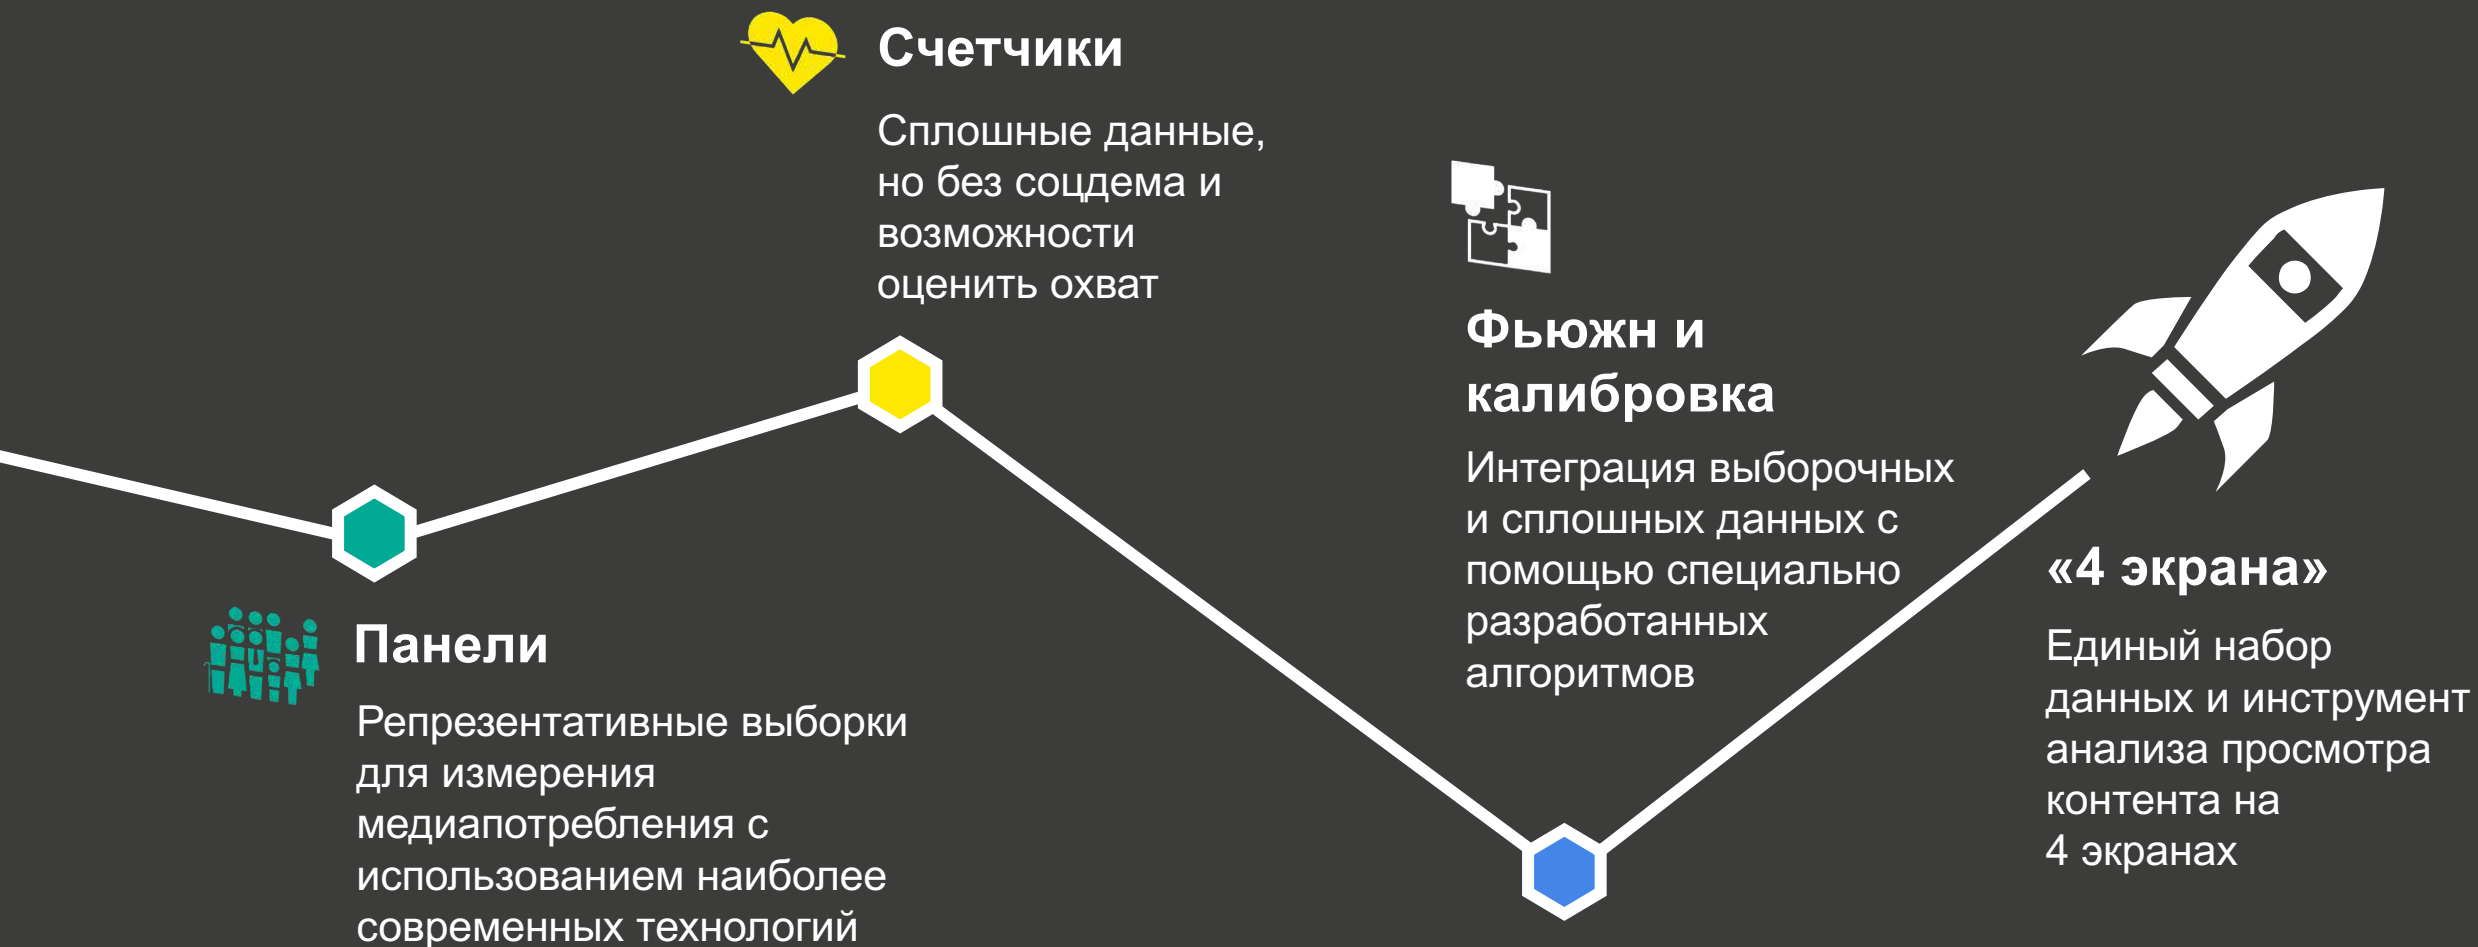 Счетчики
Сплошные данные,
но без соцдема и
возможности
оценить охват
Панели
Репрезентативные выборки
для измерения
медиапотребления с
использованием наиболее
современных технологий
Фьюжн и
калибровка
Интеграция выборочных
и сплошных данных с
помощью специально
разработанных
алгоритмов
«4 экрана»
Единый набор
данных и инструмент
анализа просмотра
контента на
4 экранах